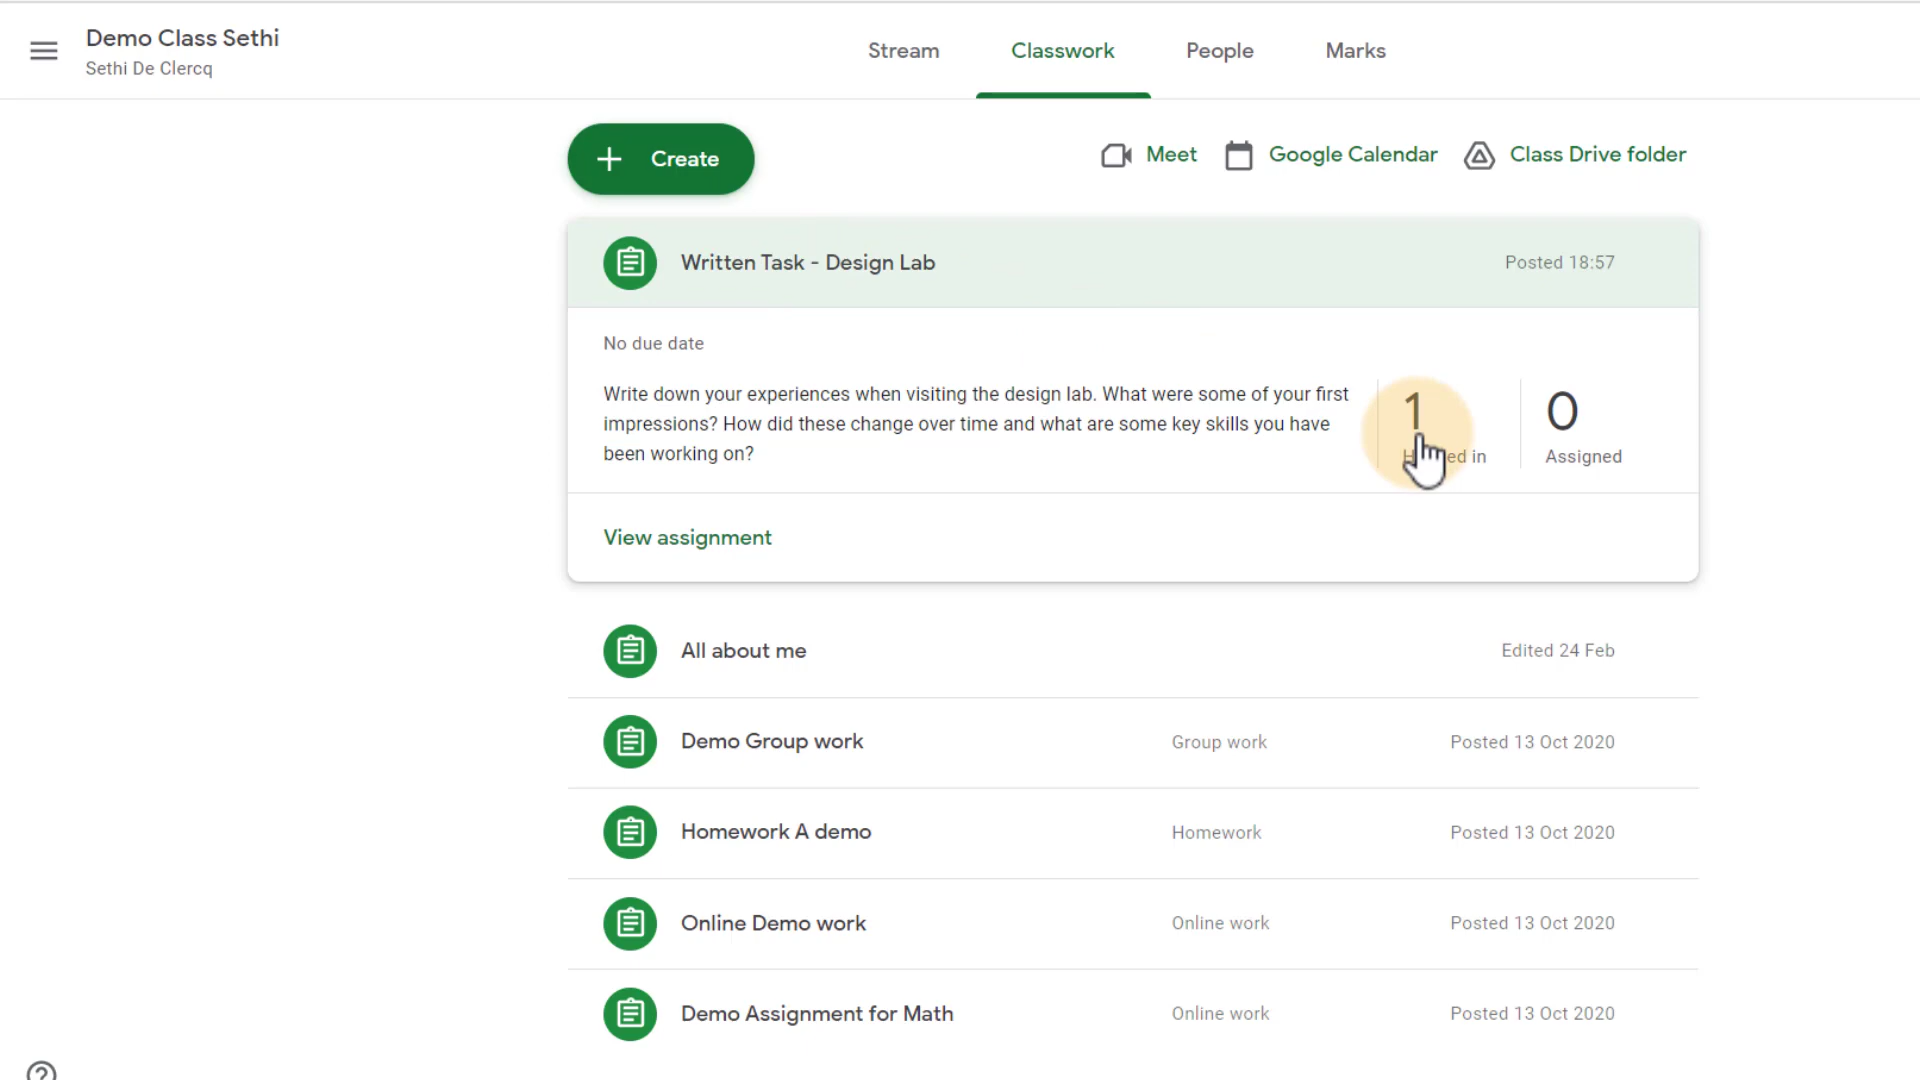 Demo Class Sethi
Sethi De Clercq
Stream
Classwork
People
Marks
Create
Meet
Google Calendar
Class Drive folder
Written Task - Design Lab
Posted 18:57
No due date
Write down your experiences when visiting the design lab. What were some of your first
impressions? How did these change over time and what are some key skills you have
been working on?
1
in
0
Assigned
View assignment
All about me
Edited 24 Feb
Demo Group work
Group work
Posted 13 Oct 2020
Homework A demo
Homework
Posted 13 Oct 2020
Online Demo work
Online work
Posted 13 Oct 2020
Demo Assignment for Math
Online work
Posted 13 Oct 2020